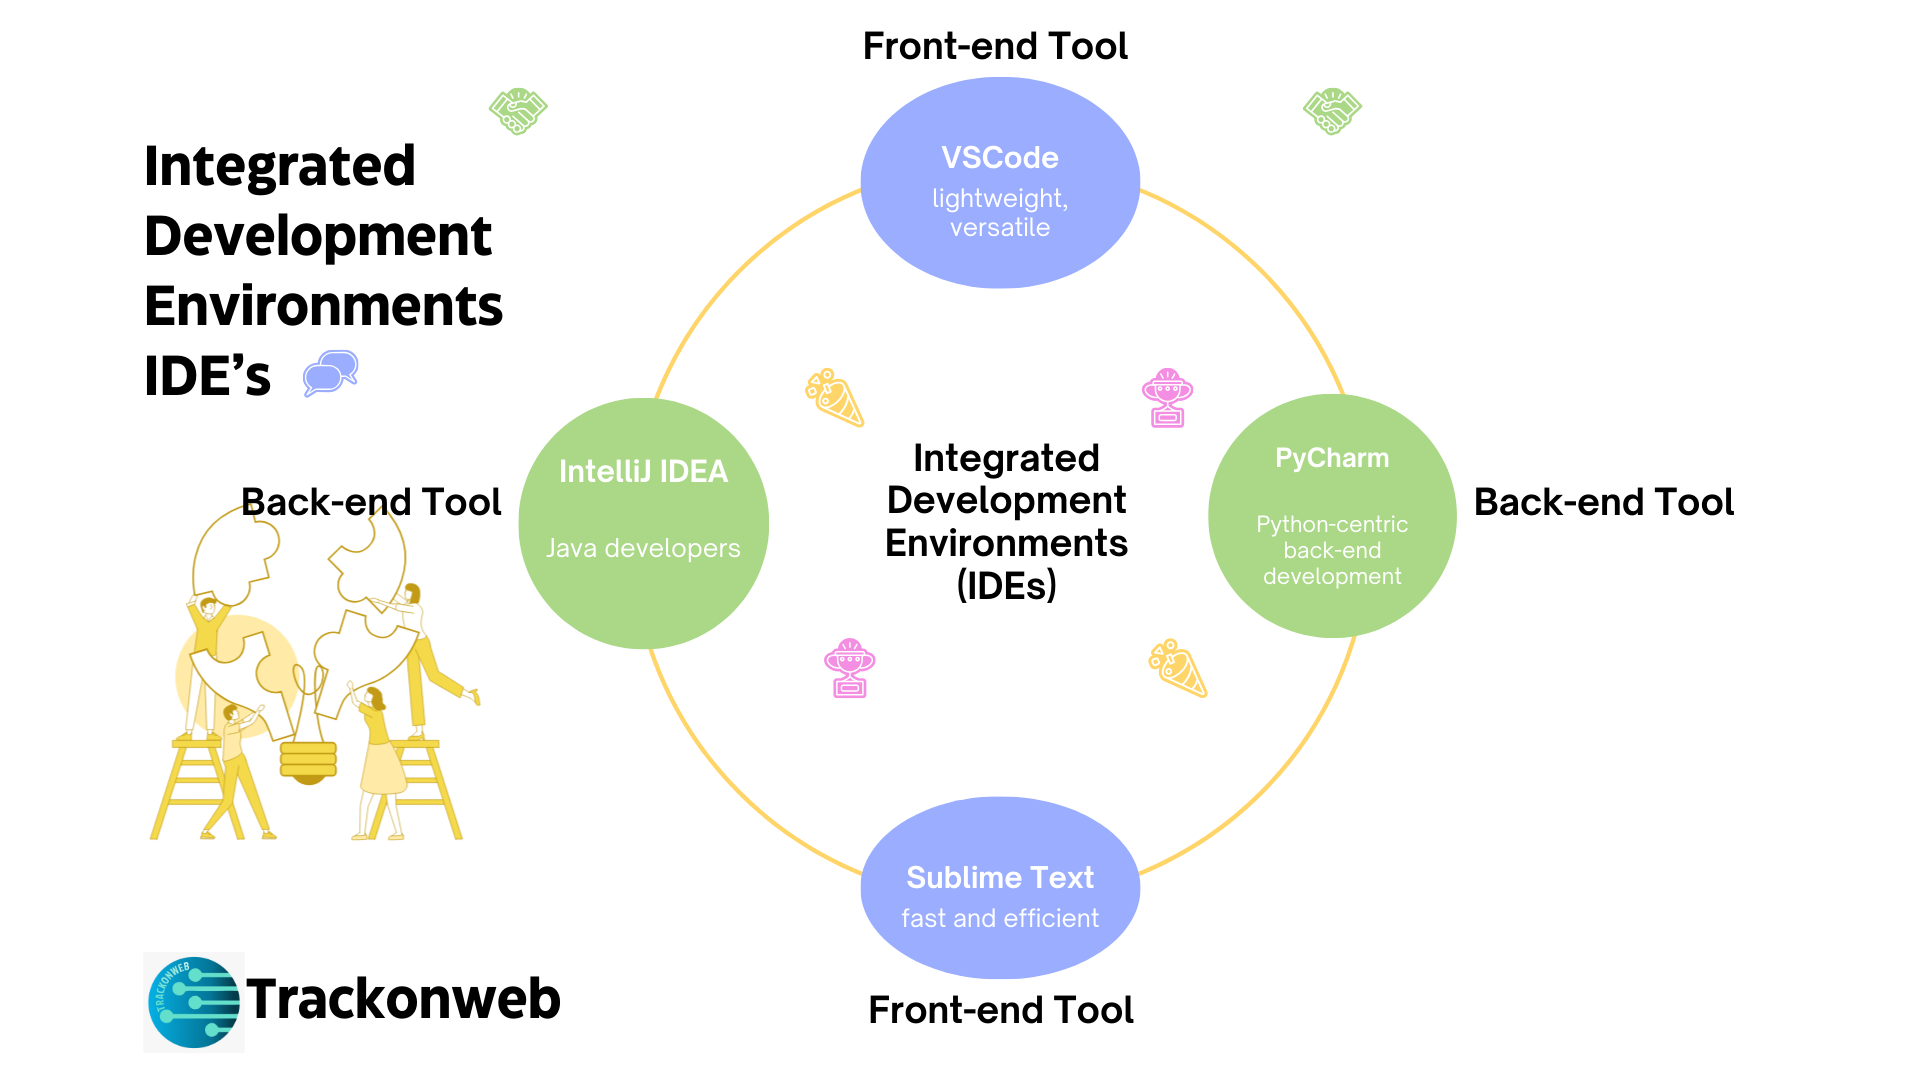 Front-end Tool
Integrated
Development
Environments
IDE’s
VSCode
lightweight,
versatile
IntelliJ IDEA
Java developers
Back-end Tool
Integrated
Development
Environments
(IDEs)
PyCharm
Python-centric
back-end
development
Back-end Tool
Sublime Text
fast and efficient
Front-end Tool
TRACKONWEB
Trackonweb